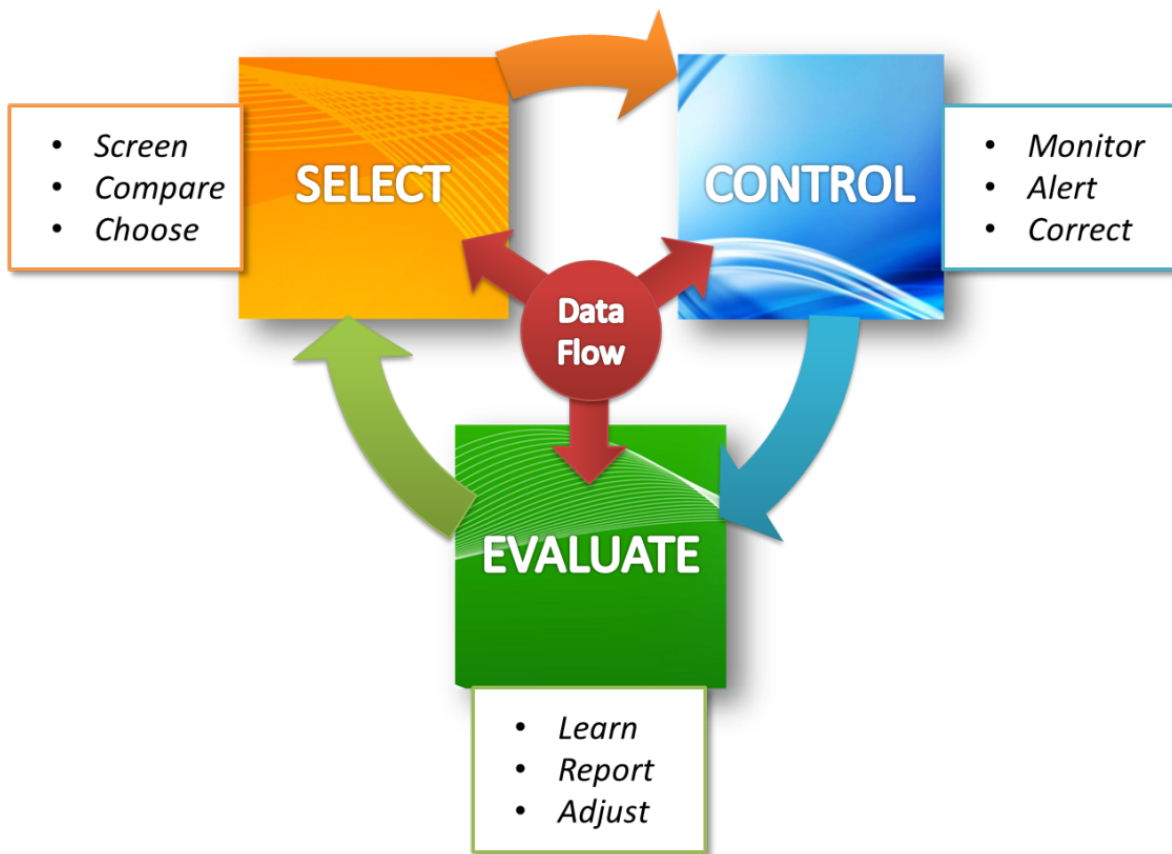 SELECT
• Screen
• Compare
• Choose
CONTROL
• Monitor
• Alert
• Correct
Data
Flow
EVALUATE
• Learn
• Report
• Adjust